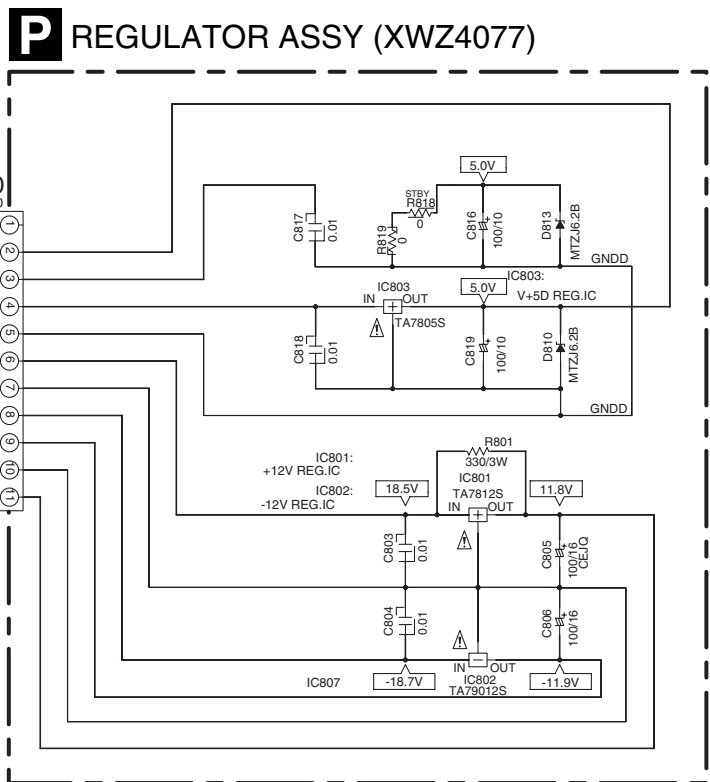 P REGULATOR ASSY (XWZ4077)
1
2
3
4
5
6
7
8
9
10
11
5.0V
STBY
R818
0
R819
0
C817
0.01
C816
100/10
D813
MTZJ6.2B
GNDD
IC803:
V+5D REG.IC
5.0V
IC803
IN
OUT
TA7805S
C818
0.01
C819
100/10
D810
MTZJ6.2B
GNDD
IC801:
+12V REG.IC
IC802:
-12V REG.IC
R801
330/3W
IC801
TA7812S
18.5V
11.8V
IN
OUT
C803
0.01
C805
100/16
CEJQ
C804
0.01
C806
100/16
IN
OUT
IC802
TA79012S
IC807
-18.7V
-11.9V